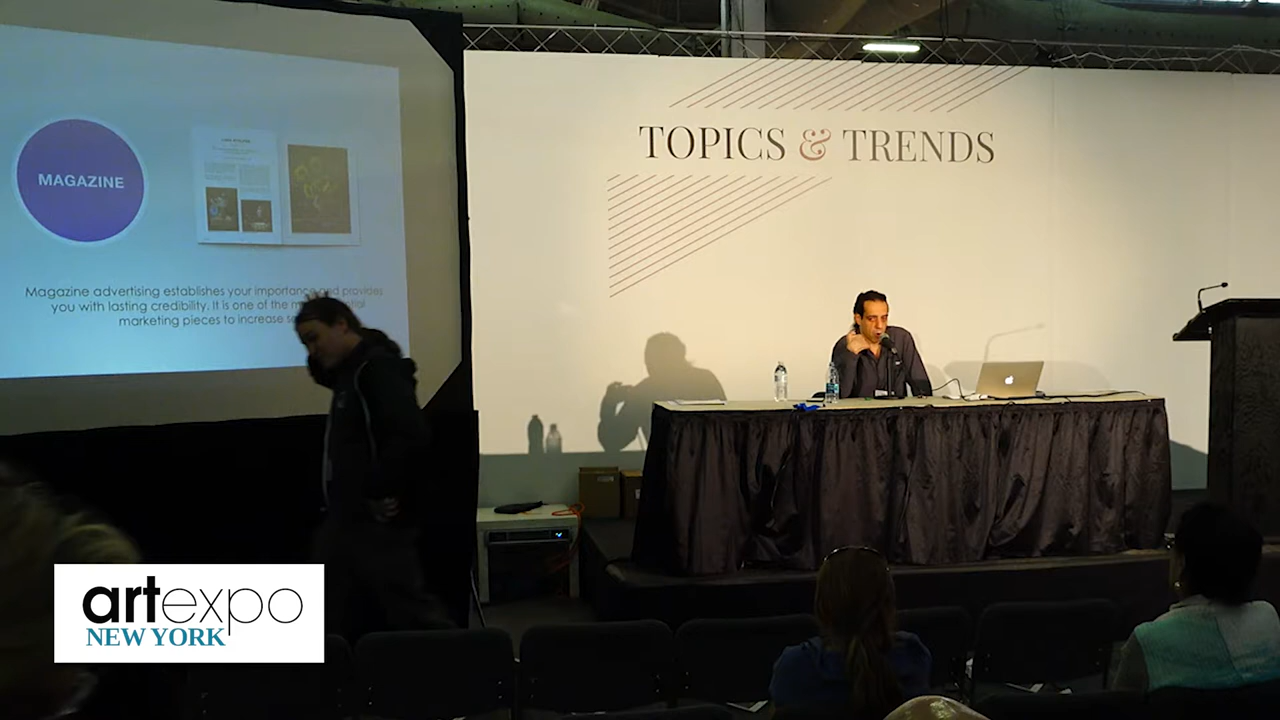 TOPICS & TRENDS
MAGAZINE
Magazine advertising establishes your importance and provides
you with lasting credibility. It is one of the
marketing pieces to increase
artexpo
NEW YORK